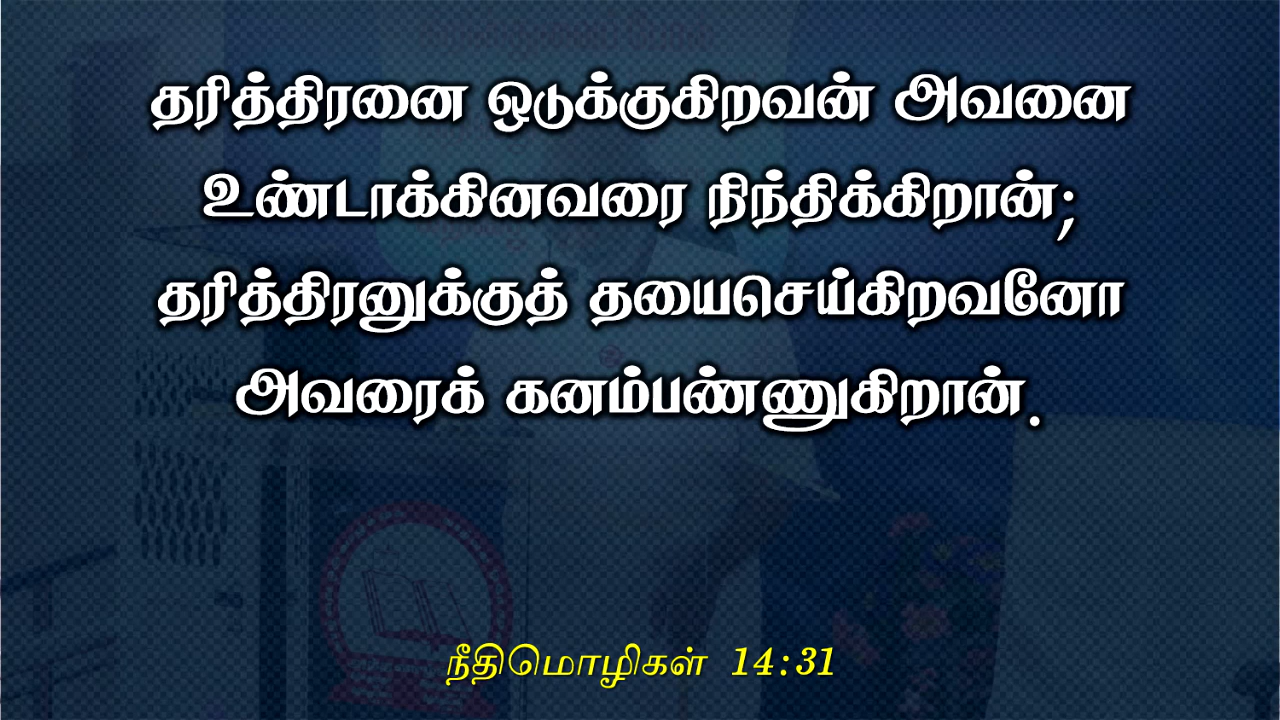 தரித்திரனை ஒடுக்குகிறவன் அவனை
உண்டாக்கினவரை நிந்திக்கிறான்;
தரித்திரனுக்குத் தயைசெய்கிறவனோ
அவரைக் கனம்பண்ணுகிறான்.
நீதிமொழிகள் 14:31